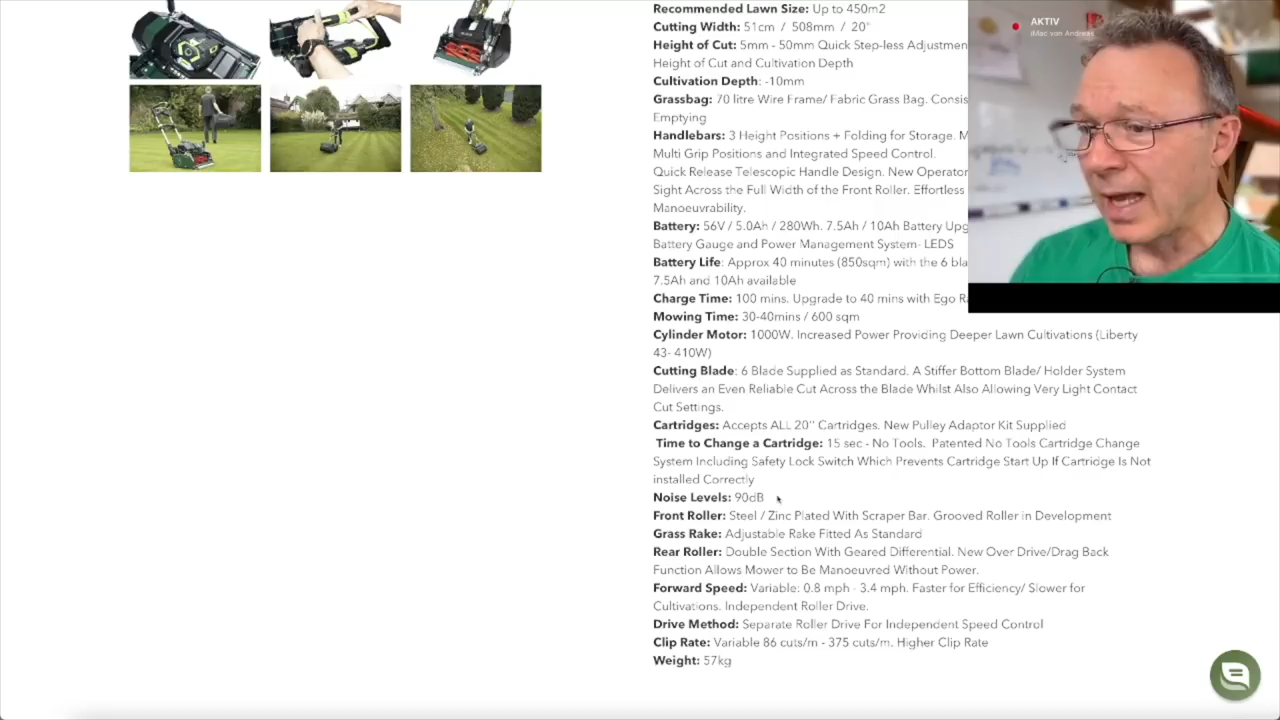 Recommended Lawn Size: Up to 450m2
Cutting Width: 51cm / 508mm / 20"
Height of Cut: 5mm - 50mm Quick Step-less Adjustmen
Height of Cut and Cultivation Depth
Cultivation Depth: -10mm
Grassbag: 70 litre Wire Frame/ Fabric Grass Bag. Consis
Emptying
Handlebars: 3 Height Positions + Folding for Storage. M
Multi Grip Positions and Integrated Speed Control.
Quick Release Telescopic Handle Design. New Operator
Sight Across the Full Width of the Front Roller. Effortless
Manoeuvrability.
Battery: 56V / 5.0Ah / 280Wh. 7.5Ah / 10Ah Battery Upg
Battery Gauge and Power Management System- LEDS
Battery Life: Approx 40 minutes (850sqm) with the 6 bla
7.5Ah and 10Ah available
Charge Time: 100 mins. Upgrade to 40 mins with Ego Ra
Mowing Time: 30-40mins / 600 sqm
Cylinder Motor: 1000W. Increased Power Providing Deeper Lawn Cultivations (Liberty
43- 410W)
Cutting Blade: 6 Blade Supplied as Standard. A Stiffer Bottom Blade/ Holder System
Delivers an Even Reliable Cut Across the Blade Whilst Also Allowing Very Light Contact
Cut Settings.
Cartridges: Accepts ALL 20'' Cartridges. New Pulley Adaptor Kit Supplied
Time to Change a Cartridge: 15 sec - No Tools. Patented No Tools Cartridge Change
System Including Safety Lock Switch Which Prevents Cartridge Start Up If Cartridge Is Not
installed Correctly
Noise Levels: 90dB
Front Roller: Steel / Zinc Plated With Scraper Bar. Grooved Roller in Development
Grass Rake: Adjustable Rake Fitted As Standard
Rear Roller: Double Section With Geared Differential. New Over Drive/Drag Back
Function Allows Mower to Be Manoeuvred Without Power.
Forward Speed: Variable: 0.8 mph - 3.4 mph. Faster for Efficiency/ Slower for
Cultivations. Independent Roller Drive.
Drive Method: Separate Roller Drive For Independent Speed Control
Clip Rate: Variable 86 cuts/m - 375 cuts/m. Higher Clip Rate
Weight: 57kg
AKTIV
iMac von Andreas